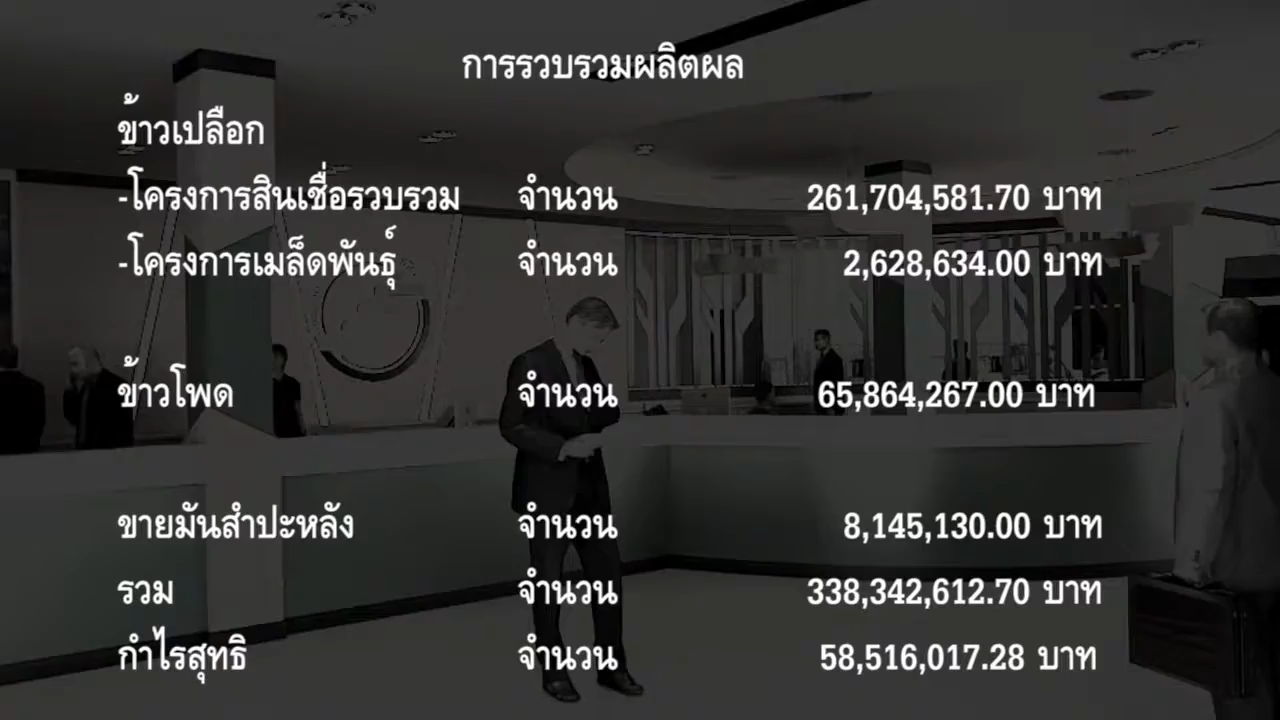 การรวบรวมผลิตผล
ข้าวเปลือก
-โครงการสินเชื่อรวบรวม จำนวน 261,704,581.70 บาท
-โครงการเมล็ดพันธุ์ จำนวน 2,628,634.00 บาท
ข้าวโพด จำนวน 65,864,267.00 บาท
ขายมันสำปะหลัง จำนวน 8,145,130.00 บาท
รวม จำนวน 338,342,612.70 บาท
กำไรสุทธิ จำนวน 58,516,017.28 บาท